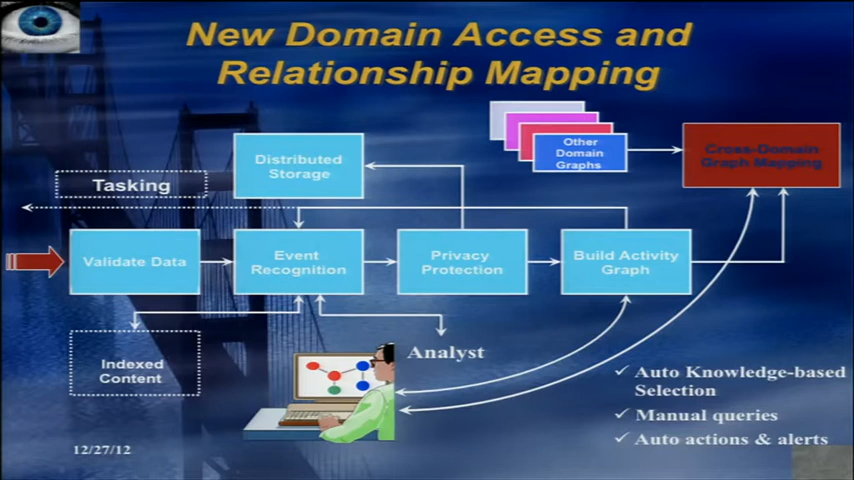 New Domain Access and
Relationship Mapping
Other
Domain
Graphs
Cross-Domain
Graph Mapping
Distributed
Storage
Tasking
Validate Data
Event
Recognition
Privacy
Protection
Build Activity
Graph
Indexed
Content
Analyst
✓ Auto Knowledge-based
Selection
✓ Manual queries
✓ Auto actions & alerts
12/27/12